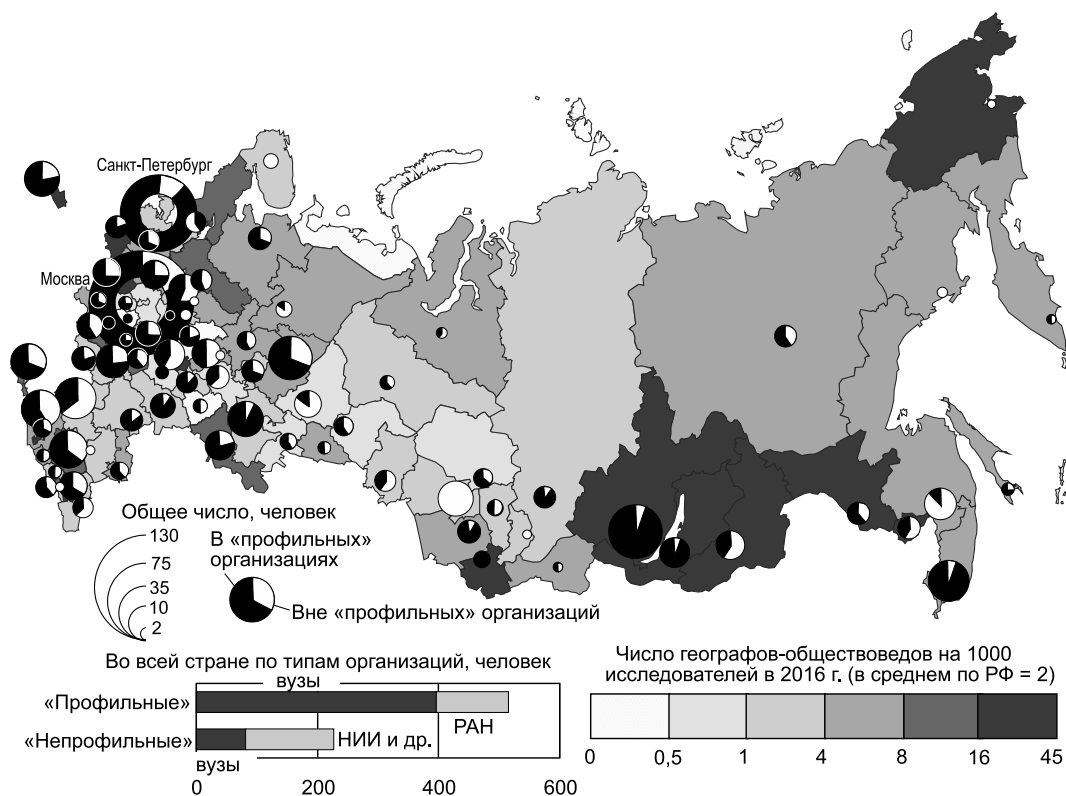 Санкт-Петербург
Москва
Общее число, человек
130
75
35
10
2
В «профильных»
организациях
Вне «профильных» организаций
Во всей стране по типам организаций, человек
вузы
«Профильные»
РАН
«Непрофильные»
НИИ и др.
вузы
0 200 400 600
Число географов-обществоведов на 1000
исследователей в 2016 г. (в среднем по РФ = 2)
0 0,5 1 4 8 16 45